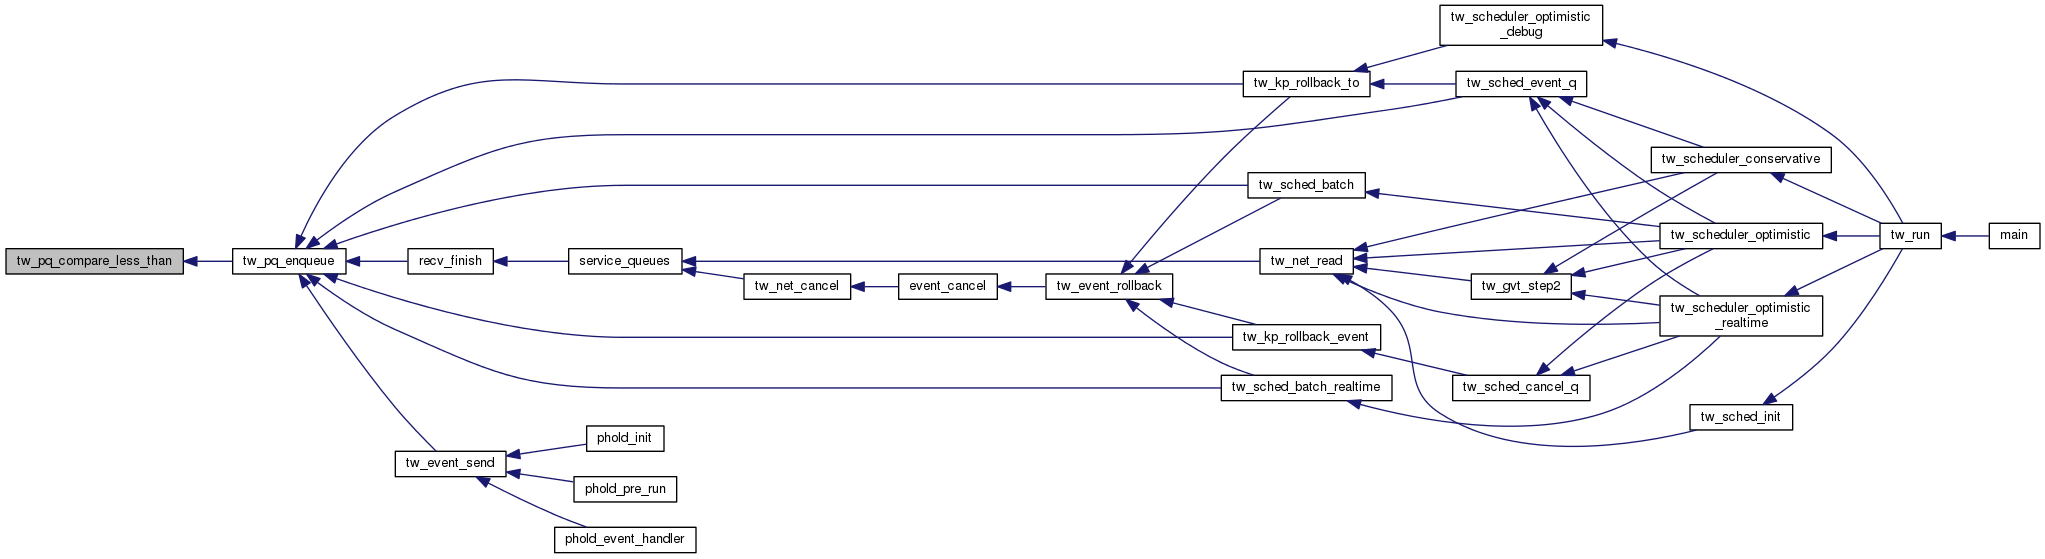 tw_pq_compare_less_than
tw_pq_enqueue
recv_finish
tw_event_send
service_queues
phold_init
phold_pre_run
phold_event_handler
tw_net_cancel
event_cancel
tw_event_rollback
tw_kp_rollback_to
tw_sched_batch
tw_net_read
tw_kp_rollback_event
tw_sched_batch_realtime
tw_scheduler_optimistic
_debug
tw_sched_event_q
tw_gvt_step2
tw_sched_cancel_q
tw_scheduler_conservative
tw_scheduler_optimistic
tw_scheduler_optimistic
_realtime
tw_sched_init
tw_run
main